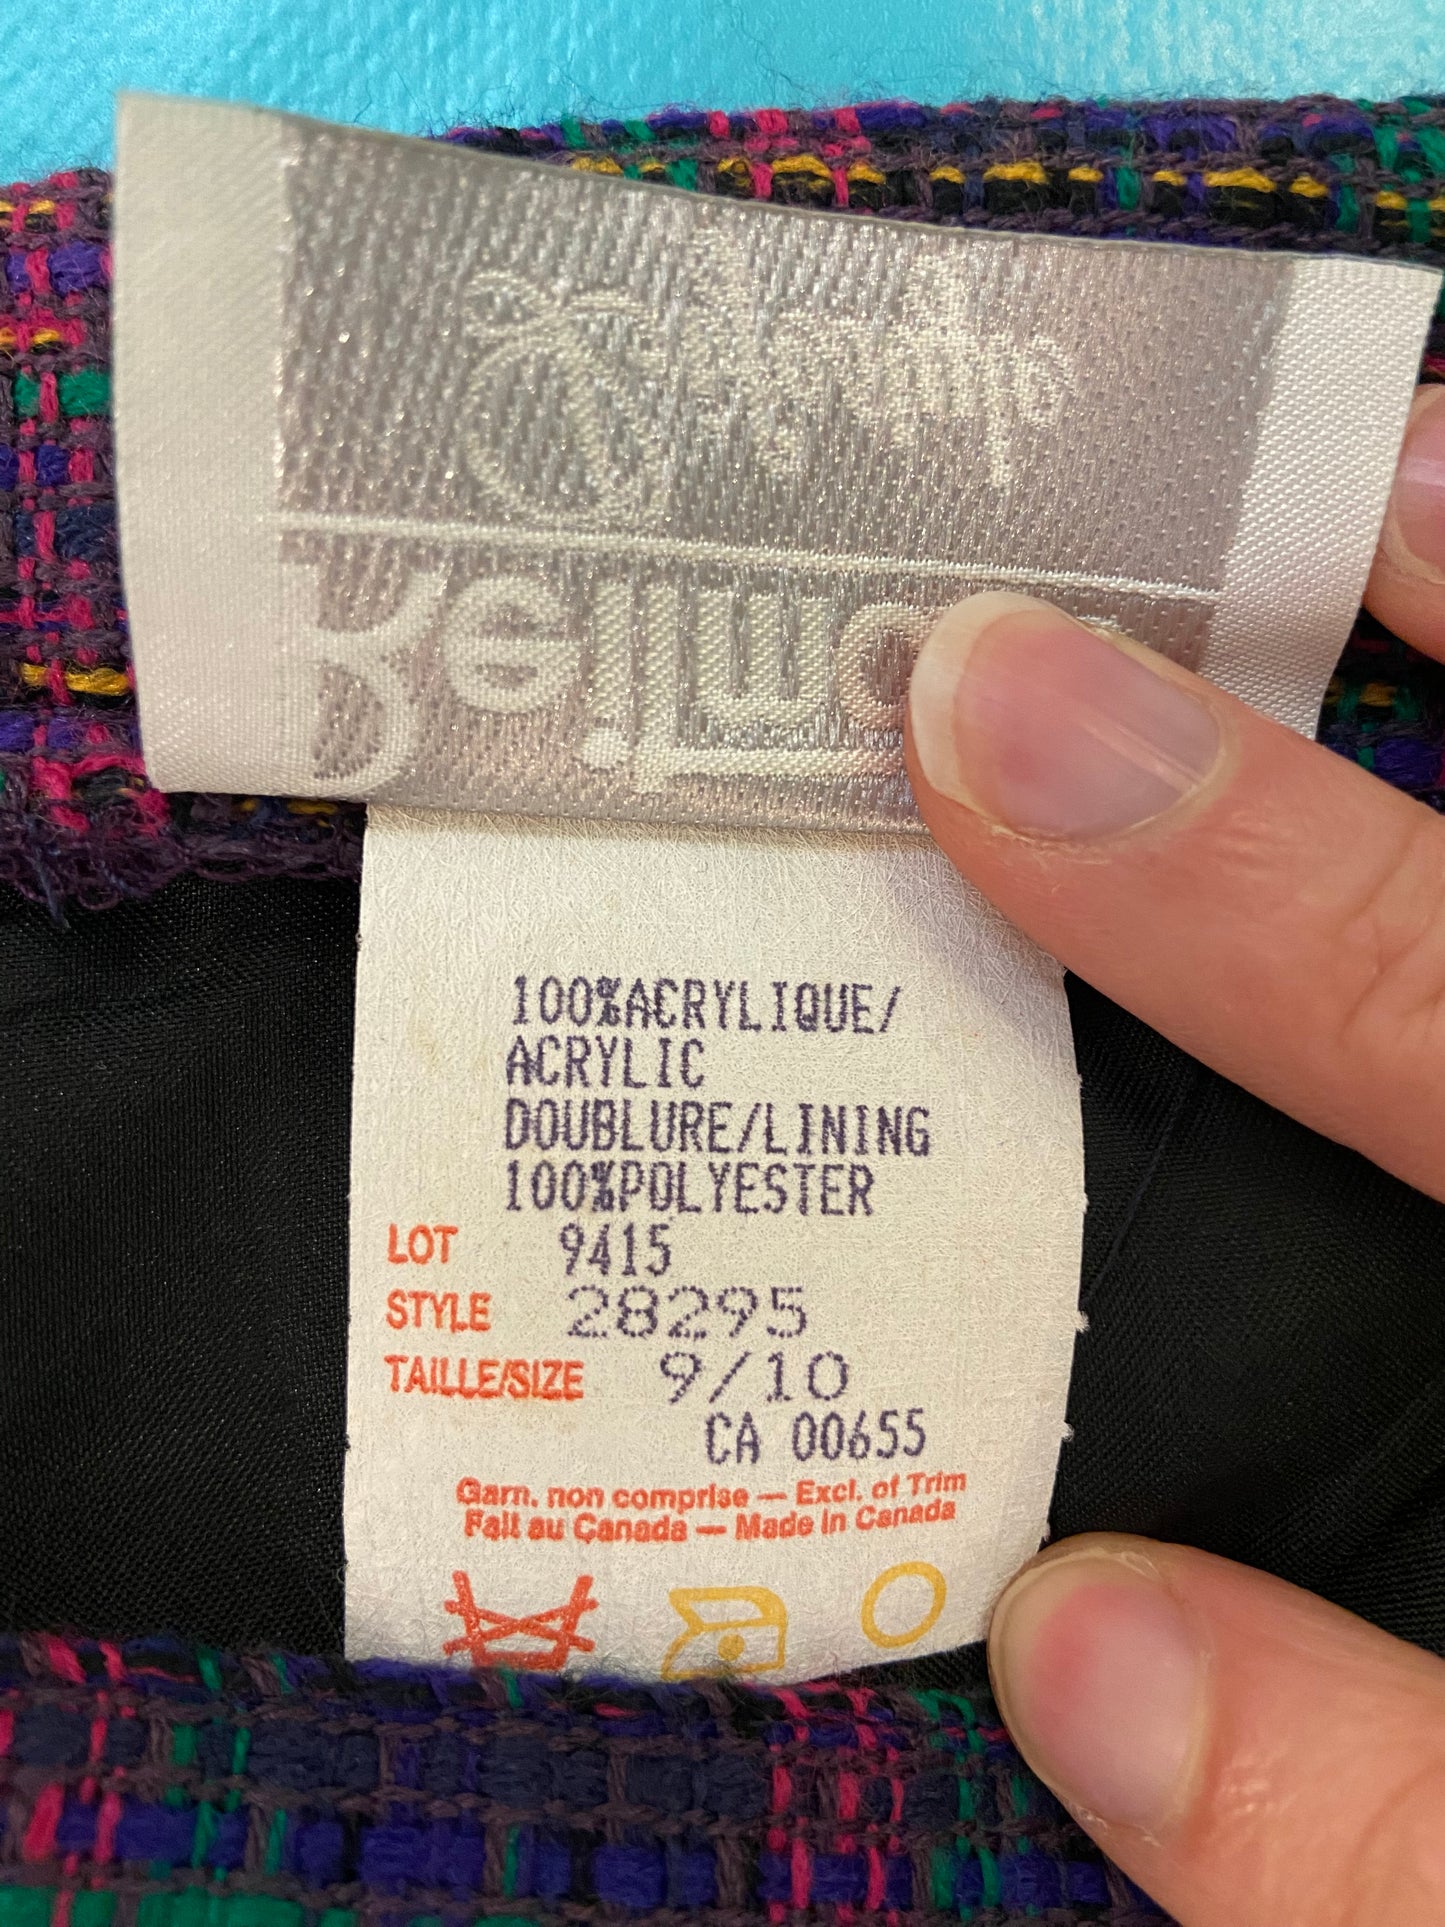 100%ACRYLIQUE/
ACRYLIC
DOUBLURE/LINING
100%POLYESTER
LOT 9415
STYLE 28295
TAILLE/SIZE 9/10
CA 00655
Garn. non comprise — Excl. of Trim
Fait au Canada — Made in Canada